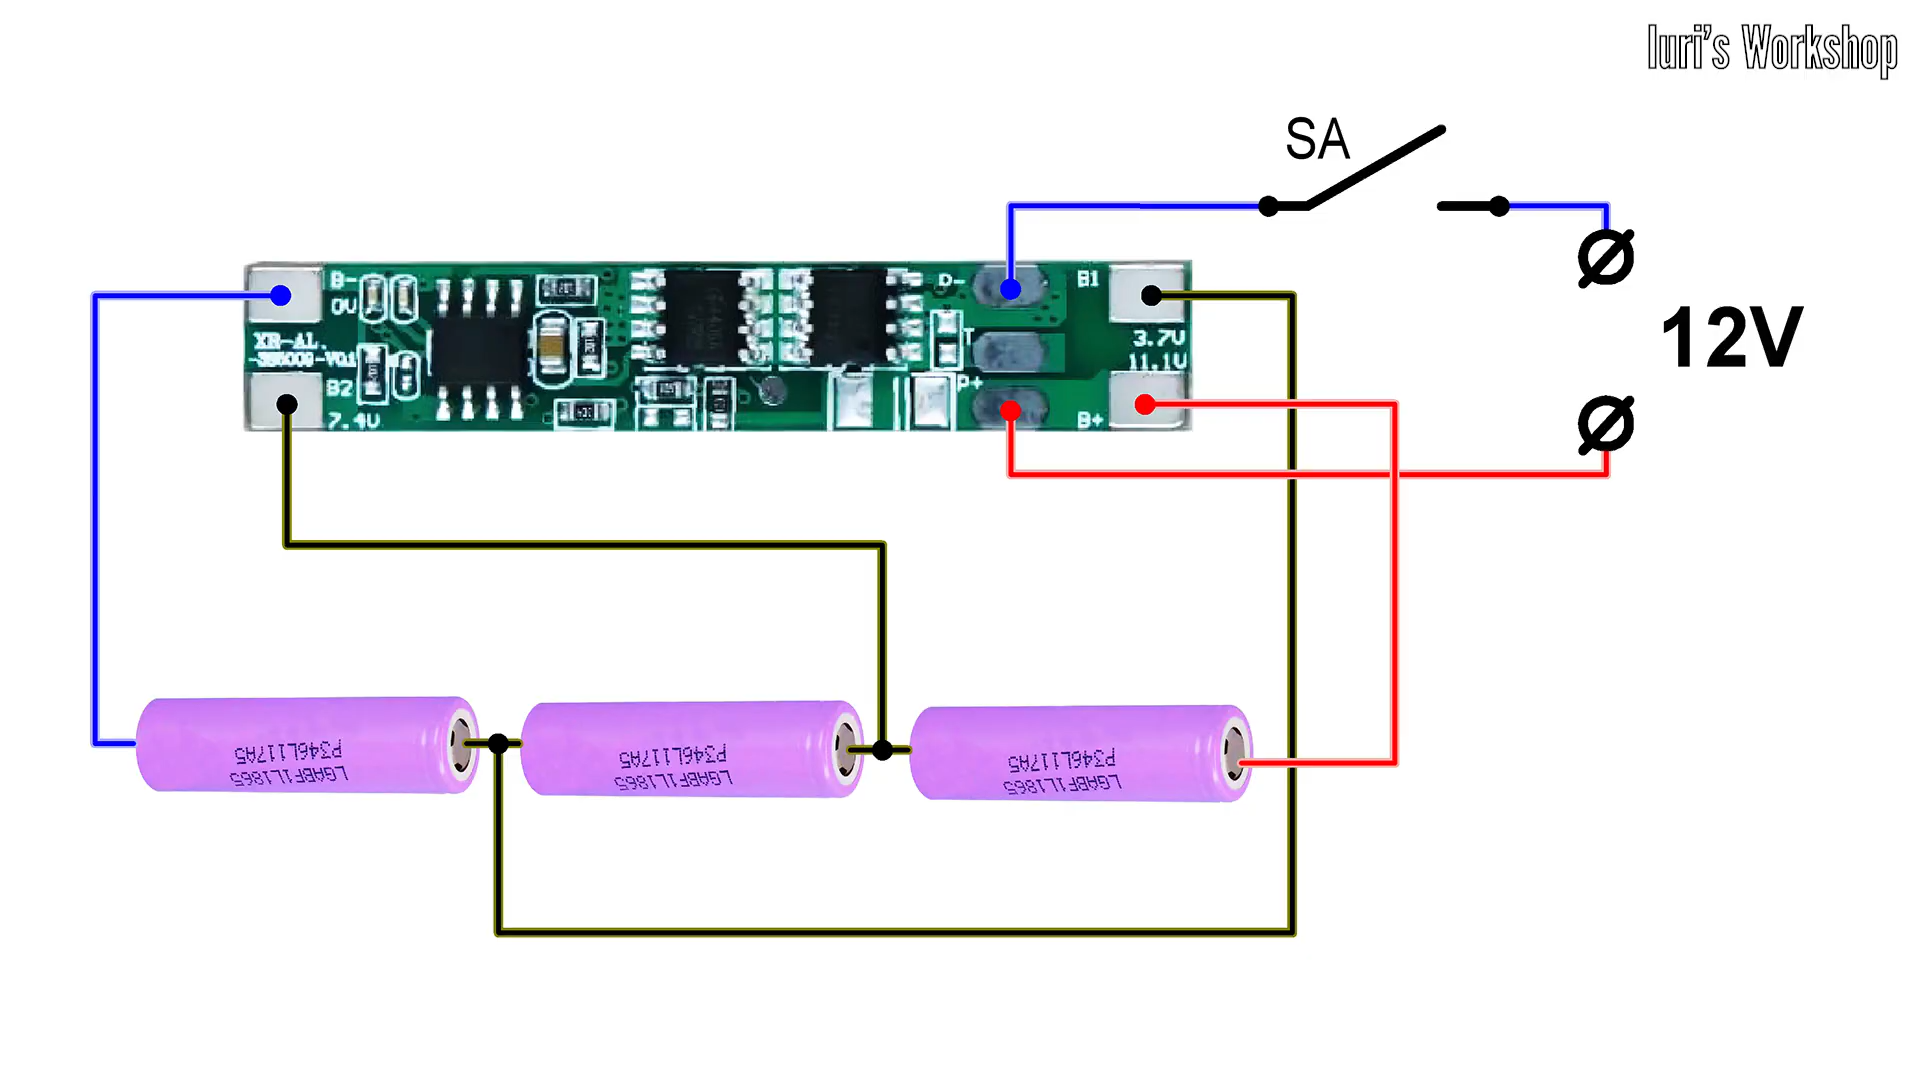 Iuri's Workshop
SA
B-
0V
D-
B1
T
3.7V
11.1V
B2
7.4V
P+
B+
12V
P346L117A5
LGABF1L1865
P346L117A5
LGABF1L1865
P346L117A5
LGABF1L1865